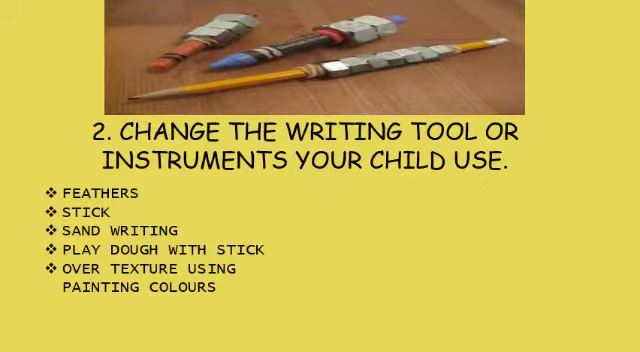 2. CHANGE THE WRITING TOOL OR
INSTRUMENTS YOUR CHILD USE.
❖ FEATHERS
❖ STICK
❖ SAND WRITING
❖ PLAY DOUGH WITH STICK
❖ OVER TEXTURE USING
PAINTING COLOURS